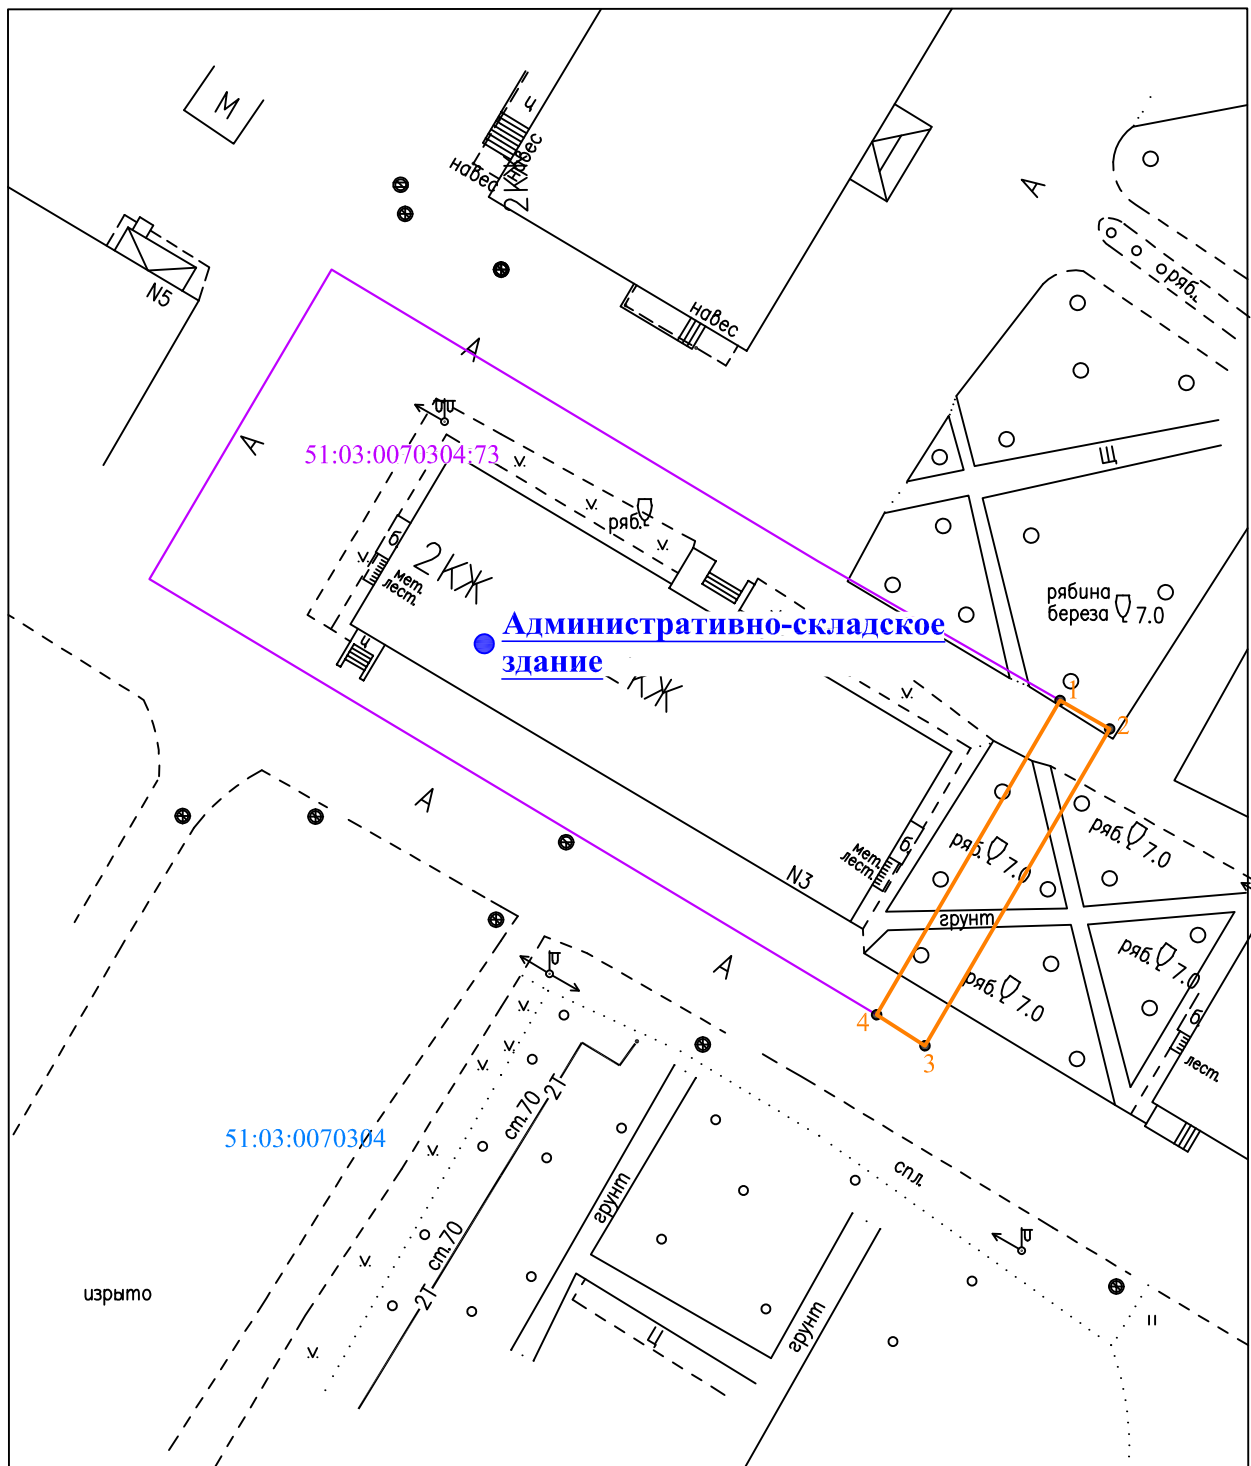 М
ц
навес
навес
2КЖ
А
N5
ряб.
навес
А
А
51:03:0070304:73
Щ
ряб.
б
2КЖ
мет.
лест.
рябина
береза 7.0
Административно-складское
здание
ц
КЖ
1
2
А
ряб. 7.0
ряб. 7.0
б
мет.
лест.
N3
грунт
ряб. 7.0
А
ряб. 7.0
4
б
3
лест.
2Т
ст.70
51:03:0070304
спл.
грунт
ст.70
2Т
изрыто
грунт
Ц